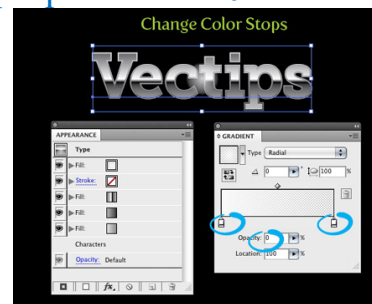 Change Color Stops
Vectips
APPEARANCE
Type
Fill:
Stroke:
Fill:
Fill:
Fill:
Characters
Opacity: Default
fx.
GRADIENT
Type Radial
0 ° 100 %
Opacity: 0 %
Location: 100 %